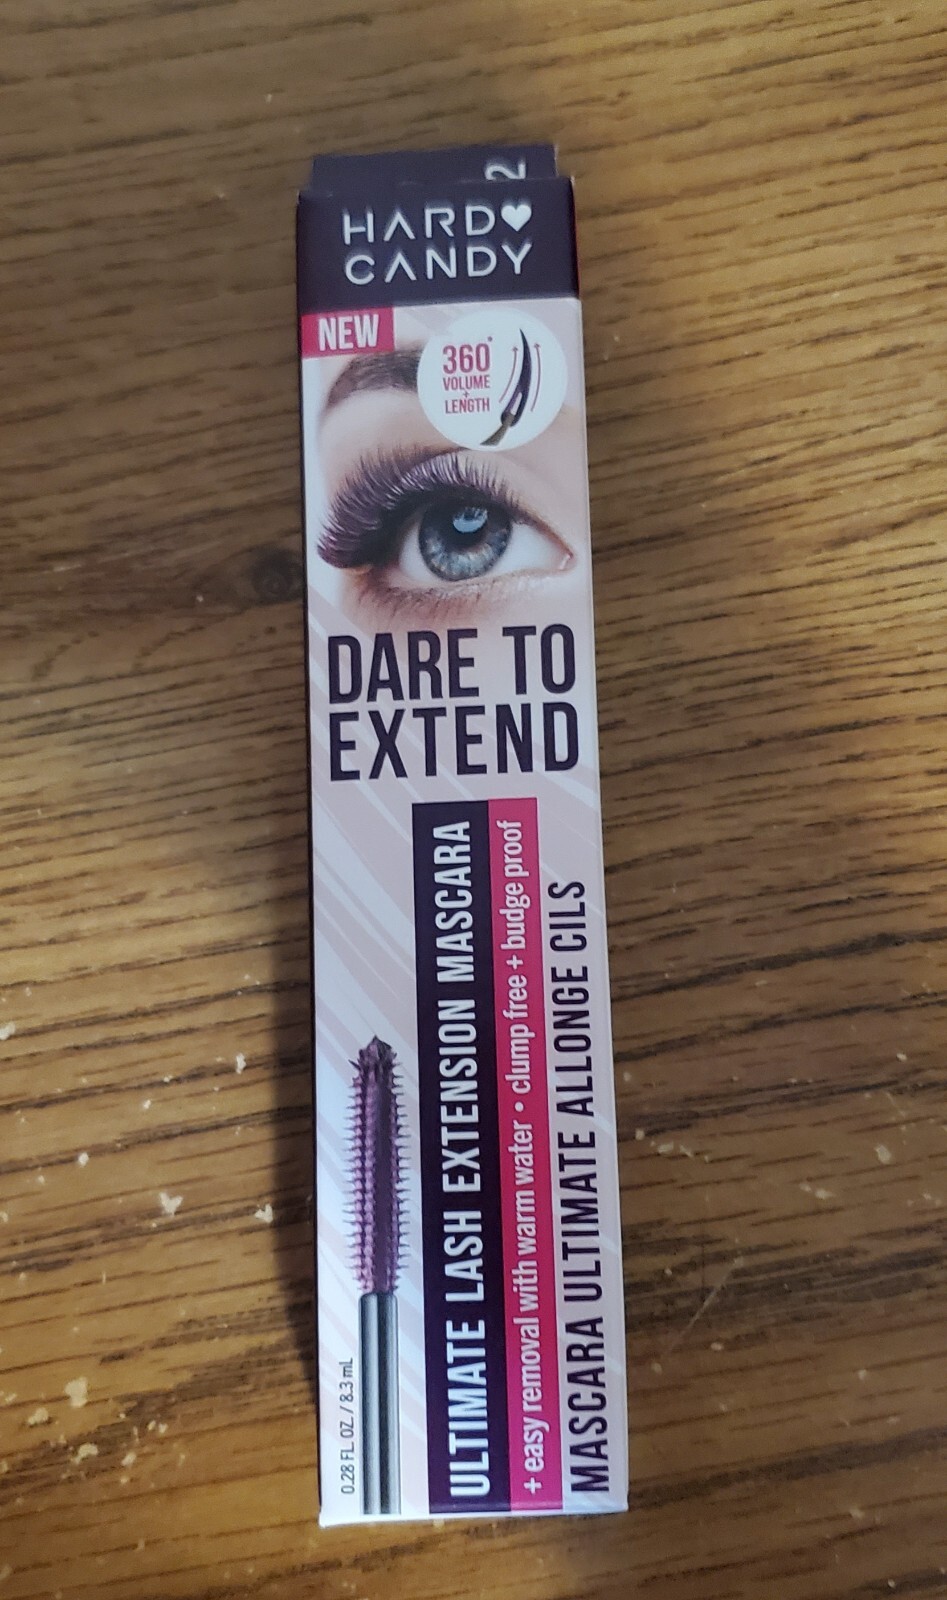 2
HARD
CANDY
NEW
360°
VOLUME
+
LENGTH
DARE TO
EXTEND
ULTIMATE LASH EXTENSION MASCARA
+ easy removal with warm water • clump free + budge proof
MASCARA ULTIMATE ALLONGE CILS
0.28 FL. OZ. / 8.3 mL